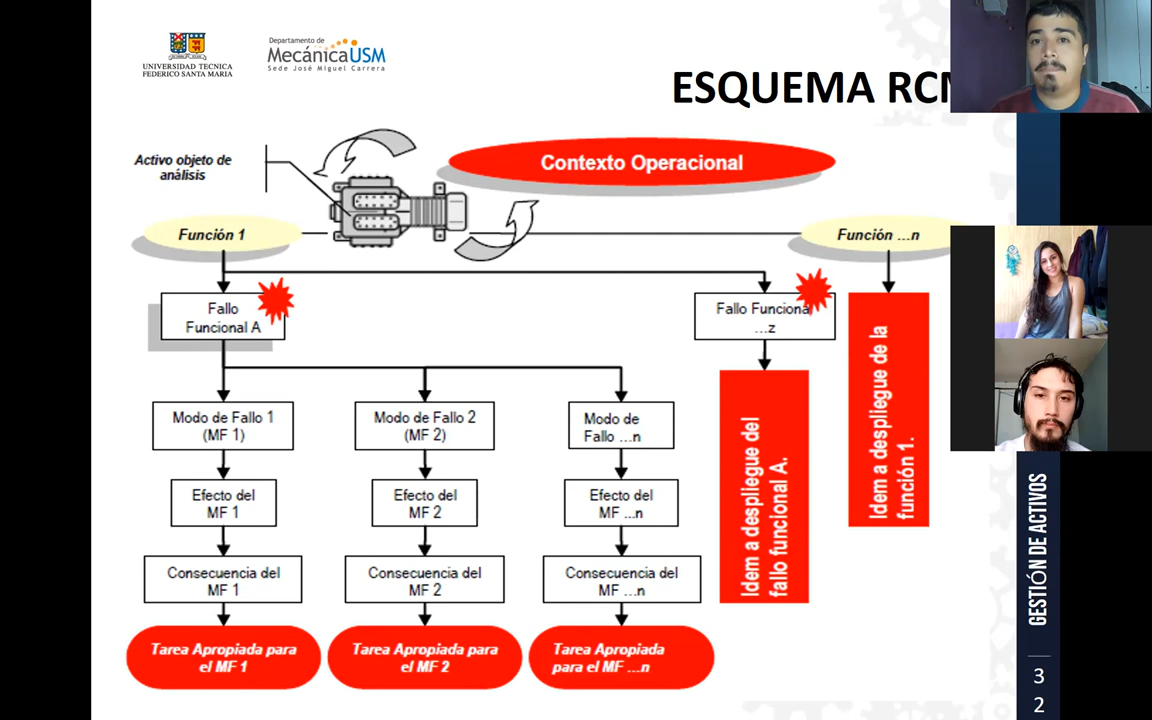 UNIVERSIDAD TECNICA
FEDERICO SANTA MARIA
Departamento de
MecánicaUSM
Sede José Miguel Carrera
ESQUEMA RCM
Activo objeto de
análisis
Contexto Operacional
Función 1
Función ...n
Fallo
Funcional A
Fallo Funciona
...z
Modo de Fallo 1
(MF 1)
Modo de Fallo 2
(MF 2)
Modo de
Fallo ...n
Efecto del
MF 1
Efecto del
MF 2
Efecto del
MF ...n
Consecuencia del
MF 1
Consecuencia del
MF 2
Consecuencia del
MF ...n
Tarea Apropiada para
el MF 1
Tarea Apropiada para
el MF 2
Tarea Apropiada
para el MF ...n
Idem a despliegue del
fallo funcional A.
Idem a despliegue de la
función 1.
GESTIÓN DE ACTIVOS
3
2